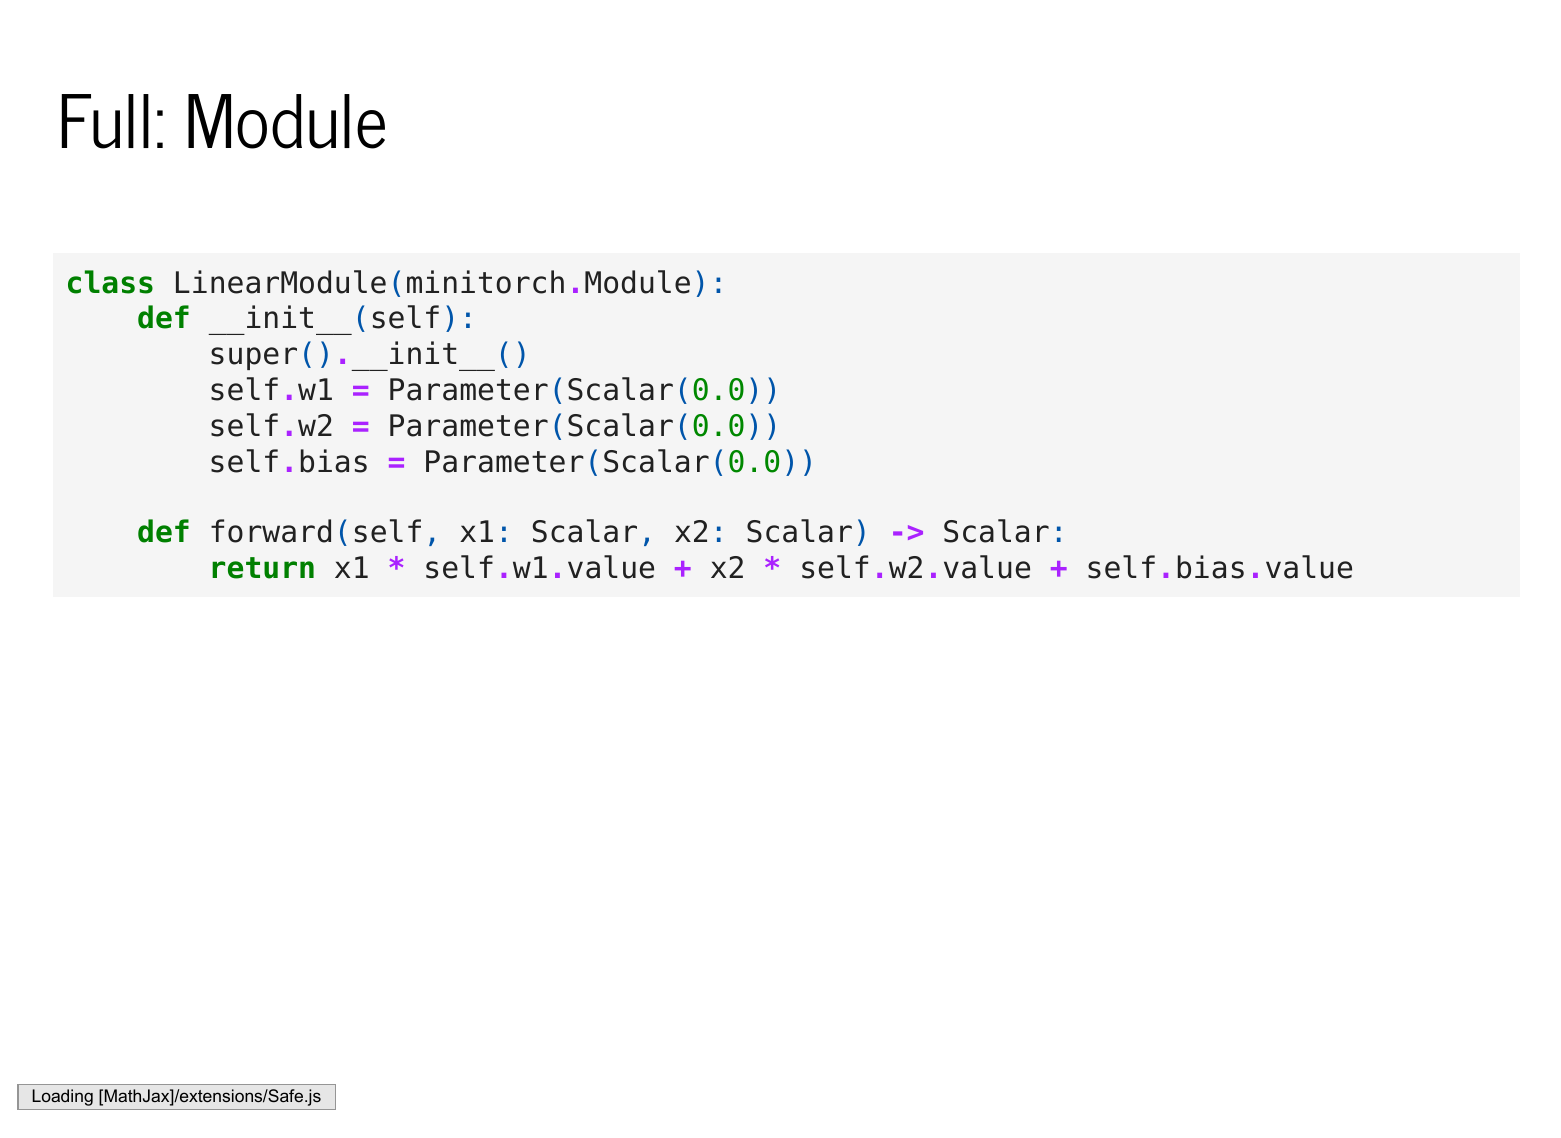 Full: Module
class LinearModule(minitorch.Module):
    def __init__(self):
        super().__init__()
        self.w1 = Parameter(Scalar(0.0))
        self.w2 = Parameter(Scalar(0.0))
        self.bias = Parameter(Scalar(0.0))

    def forward(self, x1: Scalar, x2: Scalar) -> Scalar:
        return x1 * self.w1.value + x2 * self.w2.value + self.bias.value
Loading [MathJax]/extensions/Safe.js